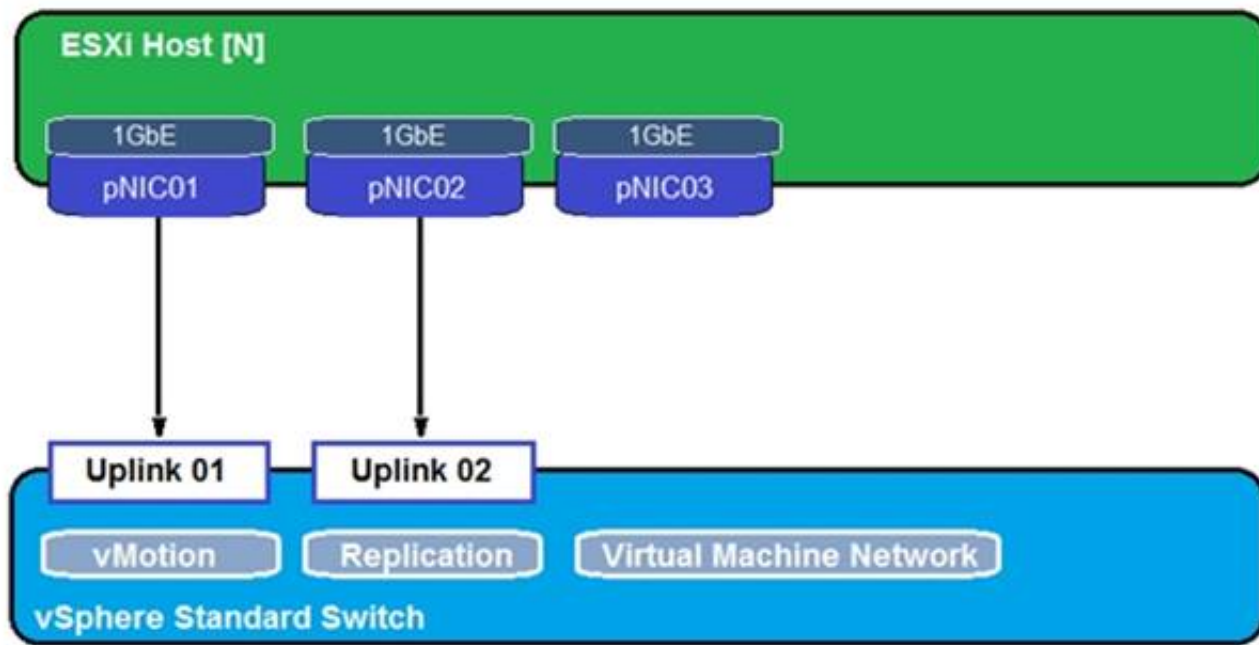 ESXi Host [N]
1GbE 1GbE 1GbE
pNIC01 pNIC02 pNIC03
Uplink 01 Uplink 02
vMotion Replication Virtual Machine Network
vSphere Standard Switch